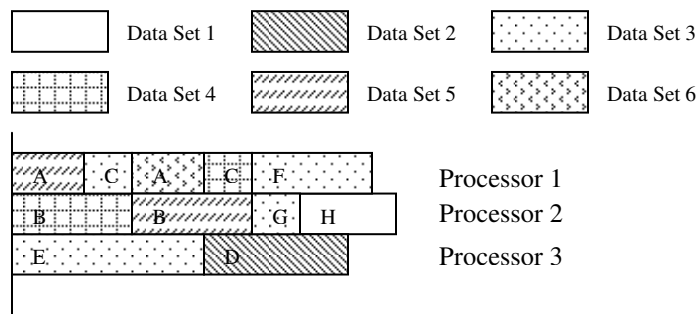 Data Set 1 Data Set 2 Data Set 3
Data Set 4 Data Set 5 Data Set 6
A C A C F Processor 1
B B G H Processor 2
E D Processor 3